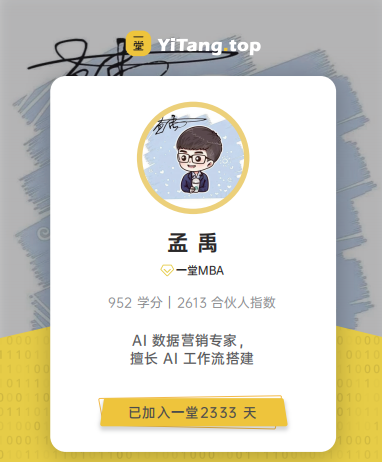 一堂 YiTang.top
孟 禹
一堂MBA
952 学分 | 2613 合伙人指数
AI 数据营销专家，
擅长 AI 工作流搭建
已加入一堂2333 天